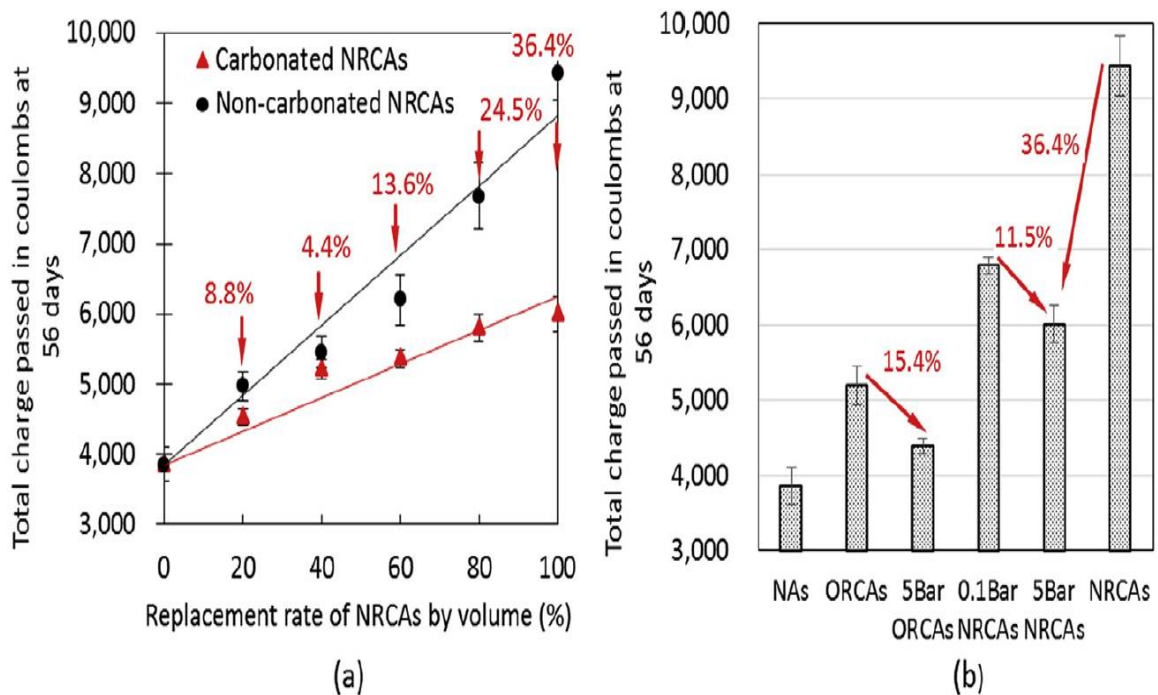 Total charge passed in coulombs at
56 days
10,000
9,000
8,000
7,000
6,000
5,000
4,000
3,000
Carbonated NRCAs
Non-carbonated NRCAs
8.8%
4.4%
13.6%
24.5%
36.4%
0 20 40 60 80 100
Replacement rate of NRCAs by volume (%)
(a)
Total charge passed in coulombs at
56 days
10,000
9,000
8,000
7,000
6,000
5,000
4,000
3,000
15.4%
11.5%
36.4%
NAs ORCAs 5Bar 0.1Bar 5Bar NRCAs
ORCAs NRCAs NRCAs
(b)